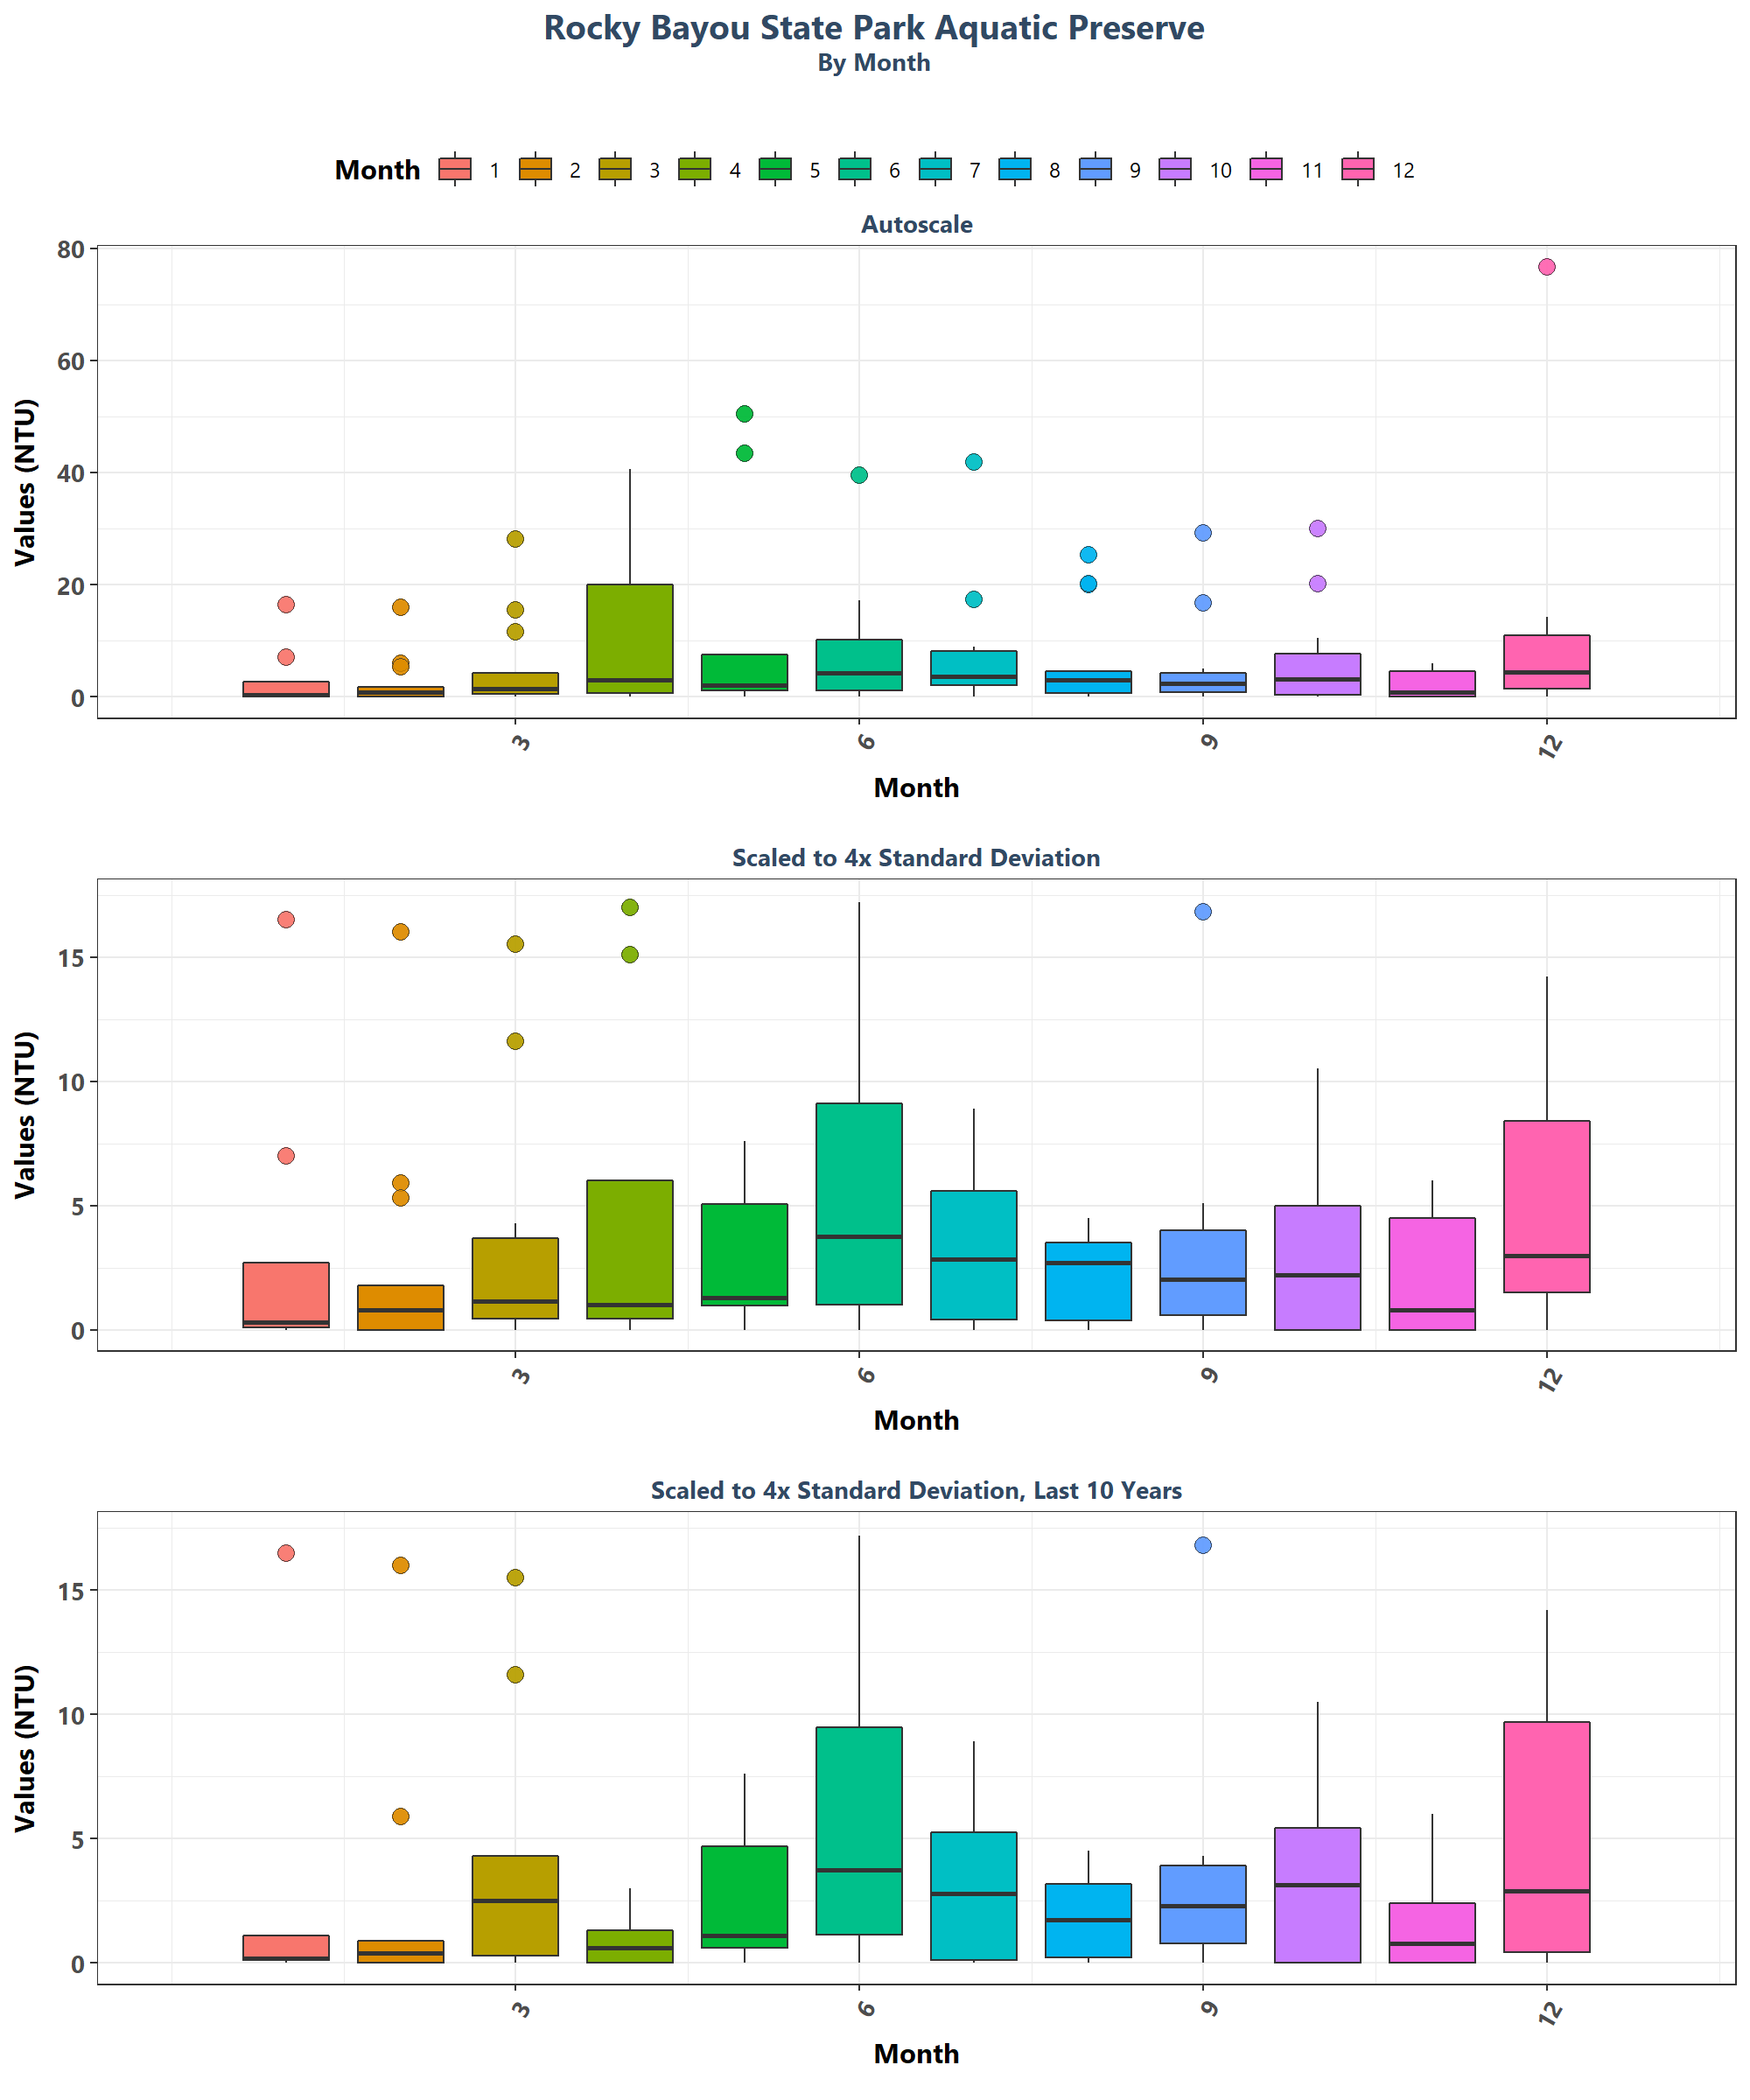 Rocky Bayou State Park Aquatic Preserve
By Month
Month 1 2 3 4 5 6 7 8 9 10 11 12
Autoscale
Values (NTU)
80
60
40
20
0
3 6 9 12
Month
Scaled to 4x Standard Deviation
Values (NTU)
15
10
5
0
3 6 9 12
Month
Scaled to 4x Standard Deviation, Last 10 Years
Values (NTU)
15
10
5
0
3 6 9 12
Month